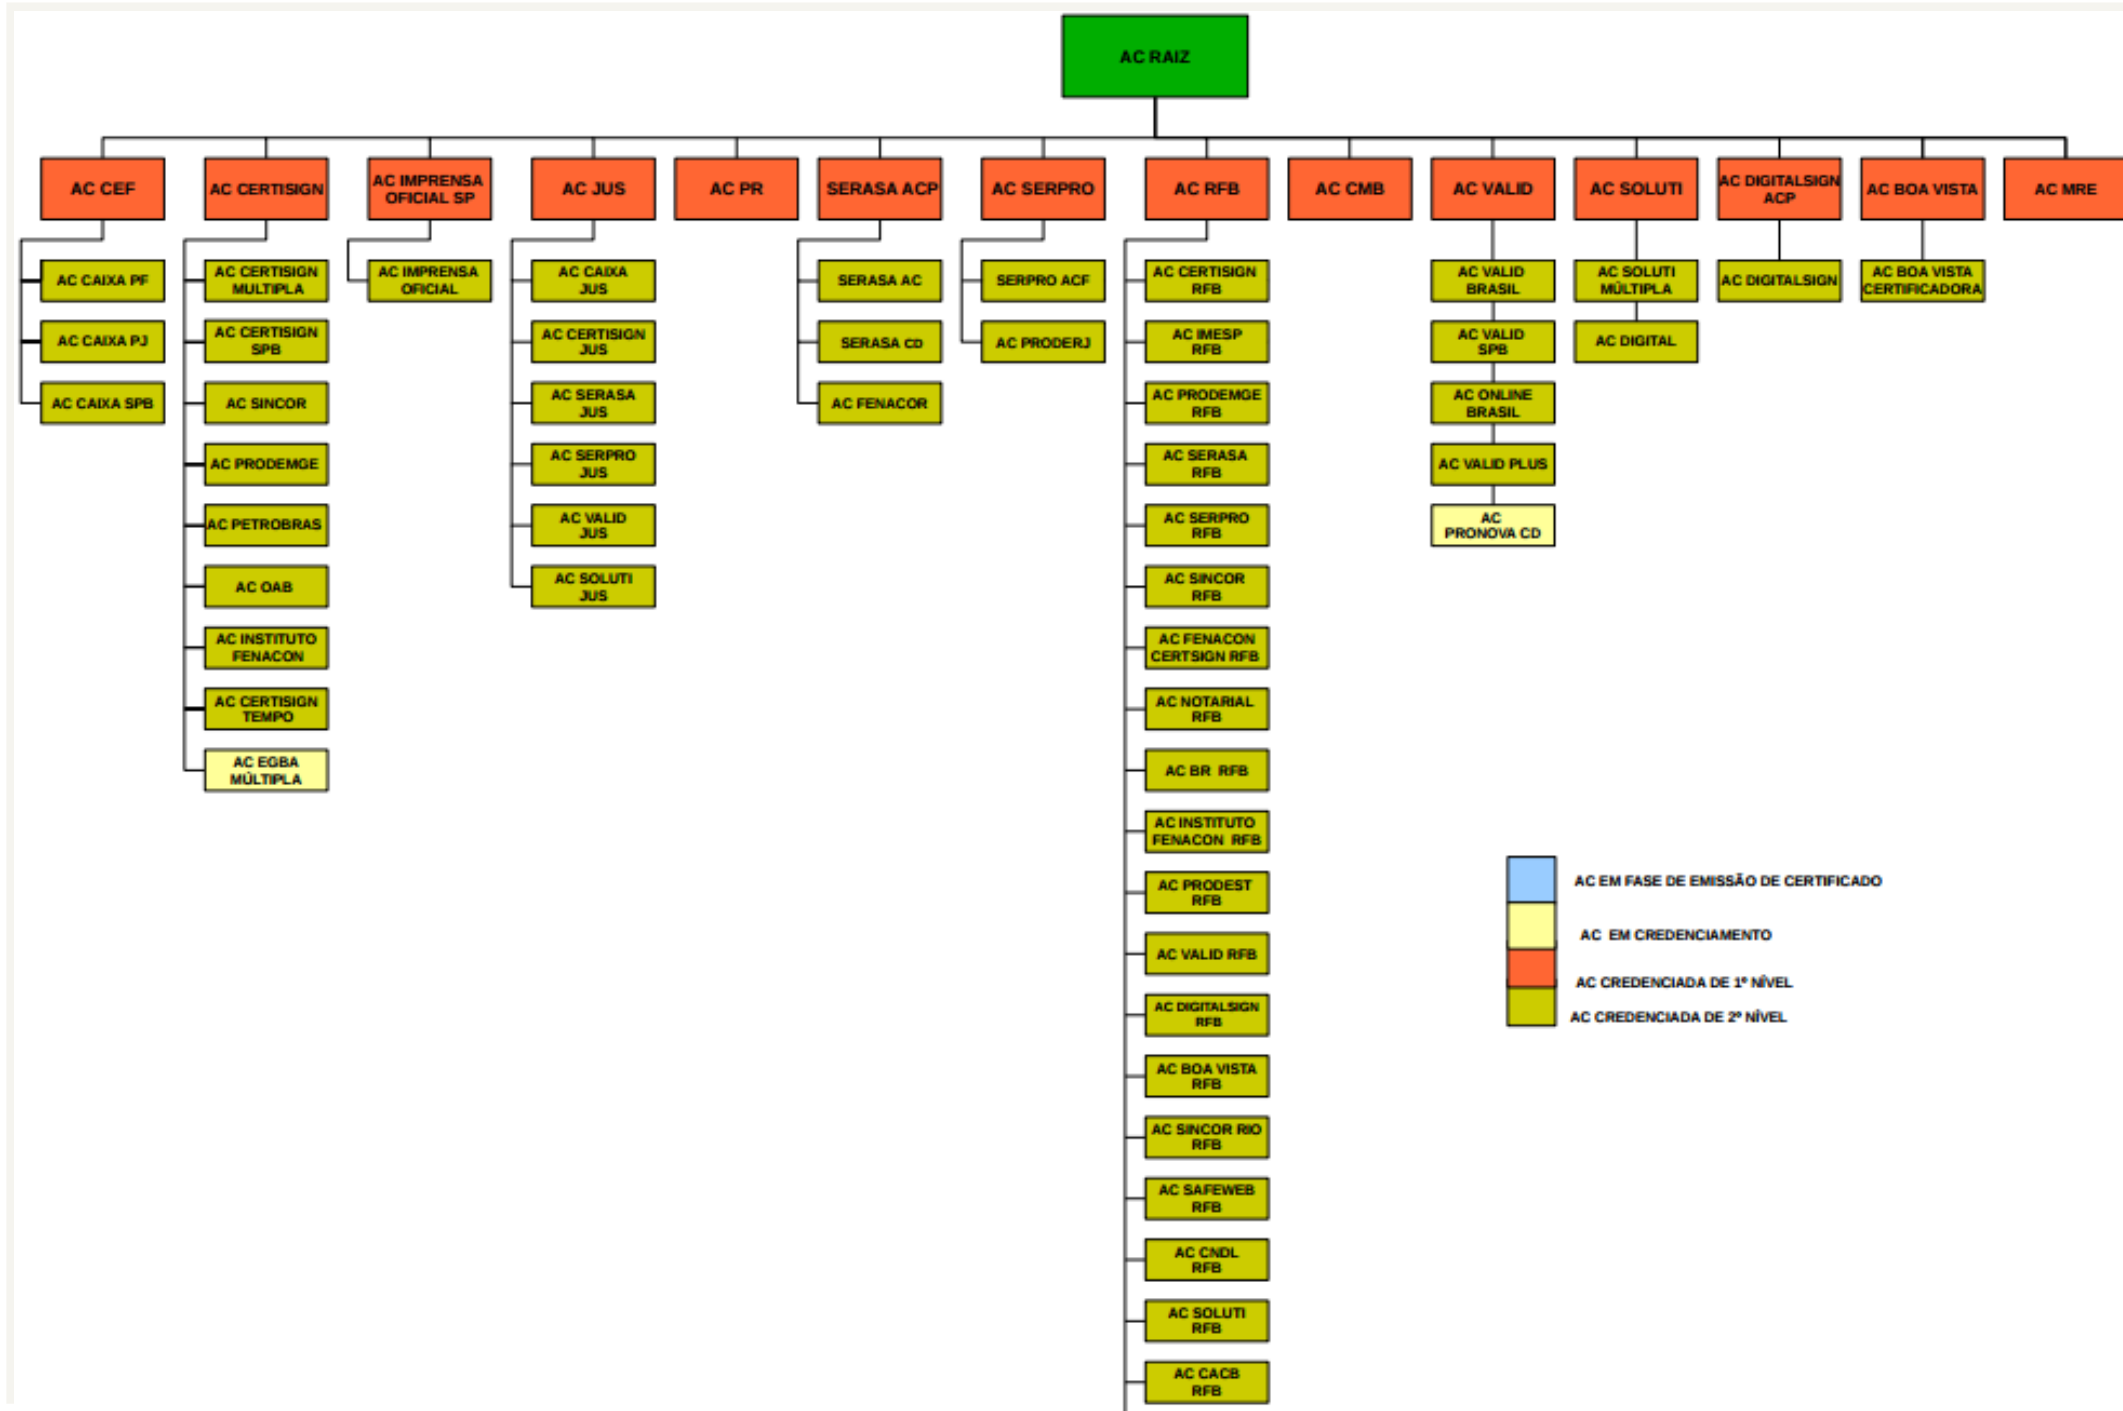 AC RAIZ
AC CEF
AC CERTISIGN
AC IMPRENSA
OFICIAL SP
AC JUS
AC PR
SERASA ACP
AC SERPRO
AC RFB
AC CMB
AC VALID
AC SOLUTI
AC DIGITALSIGN
ACP
AC BOA VISTA
AC MRE
AC CAIXA PF
AC CAIXA PJ
AC CAIXA SPB
AC CERTISIGN
MULTIPLA
AC CERTISIGN
SPB
AC SINCOR
AC PRODEMGE
AC PETROBRAS
AC OAB
AC INSTITUTO
FENACON
AC CERTISIGN
TEMPO
AC EGBA
MÚLTIPLA
AC IMPRENSA
OFICIAL
AC CAIXA
JUS
AC CERTISIGN
JUS
AC SERASA
JUS
AC SERPRO
JUS
AC VALID
JUS
AC SOLUTI
JUS
SERASA AC
SERASA CD
AC FENACOR
SERPRO ACF
AC PRODERJ
AC CERTISIGN
RFB
AC IMESP
RFB
AC PRODEMGE
RFB
AC SERASA
RFB
AC SERPRO
RFB
AC SINCOR
RFB
AC FENACON
CERTSIGN RFB
AC NOTARIAL
RFB
AC BR RFB
AC INSTITUTO
FENACON RFB
AC PRODEST
RFB
AC VALID RFB
AC DIGITALSIGN
RFB
AC BOA VISTA
RFB
AC SINCOR RIO
RFB
AC SAFEWEB
RFB
AC CNDL
RFB
AC SOLUTI
RFB
AC CACB
RFB
AC VALID
BRASIL
AC VALID
SPB
AC ONLINE
BRASIL
AC VALID PLUS
AC
PRONOVA CD
AC SOLUTI
MÚLTIPLA
AC DIGITAL
AC DIGITALSIGN
AC BOA VISTA
CERTIFICADORA
AC EM FASE DE EMISSÃO DE CERTIFICADO
AC EM CREDENCIAMENTO
AC CREDENCIADA DE 1º NÍVEL
AC CREDENCIADA DE 2º NÍVEL